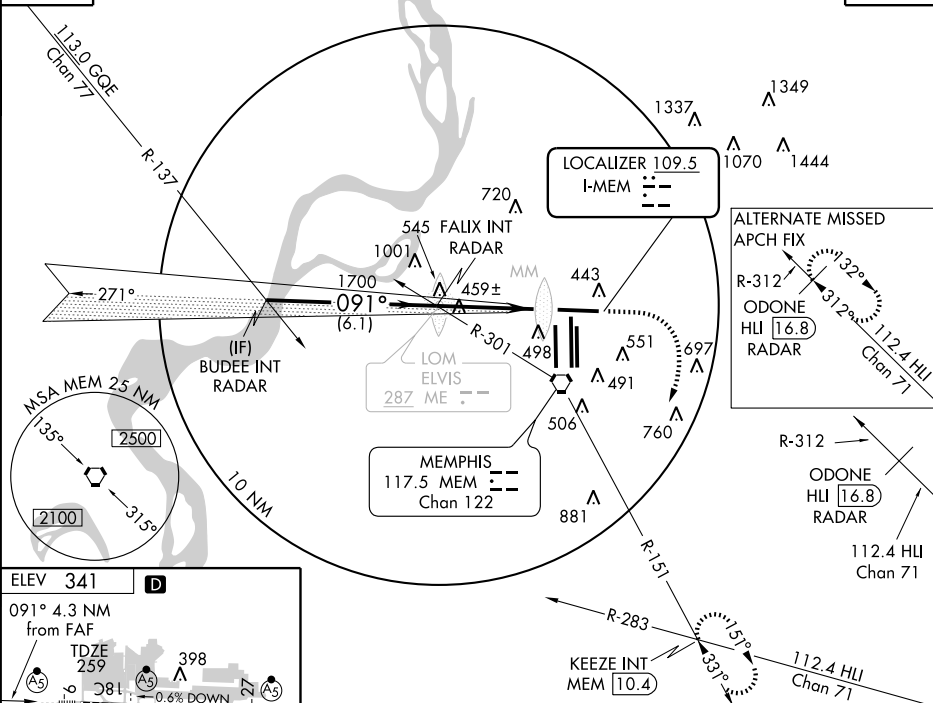 113.0 GQE
Chan 77
R-137
1337
1349
1070
1444
LOCALIZER 109.5
I-MEM
720
545
FALIX INT
RADAR
1001
MM
443
1700
459±
271°
091°
(6.1)
R-301
498
551
697
(IF)
BUDEE INT
RADAR
LOM
ELVIS
287 ME
491
506
760
ALTERNATE MISSED
APCH FIX
R-312
132°
312°
ODONE
HLI 16.8
RADAR
112.4 HLI
Chan 71
MSA MEM 25 NM
135°
2500
2100
315°
10 NM
MEMPHIS
117.5 MEM
Chan 122
881
R-312
ODONE
HLI 16.8
RADAR
112.4 HLI
Chan 71
R-151
R-283
151°
331°
KEEZE INT
MEM 10.4
112.4 HLI
Chan 71
ELEV 341 D
091° 4.3 NM
from FAF
TDZE
259
398
A5
A5
A5
9
18C
0.6% DOWN
27